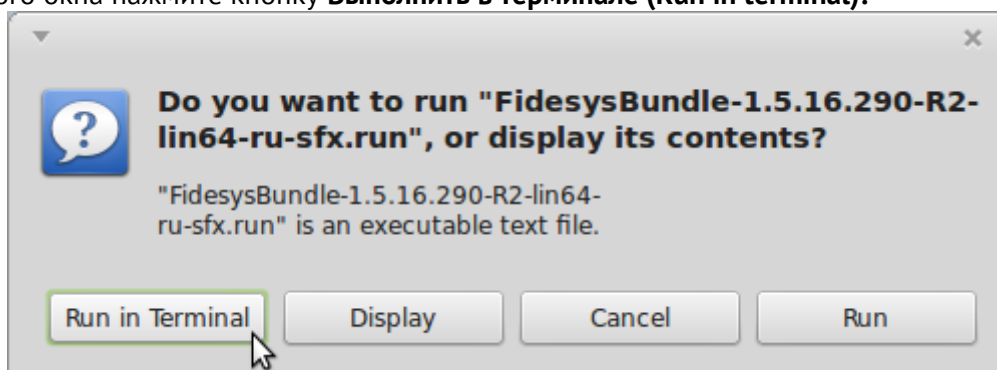 ого окна нажмите кнопку Выполнить в терминале (Run in terminal):
Do you want to run "FidesysBundle-1.5.16.290-R2-
lin64-ru-sfx.run", or display its contents?
"FidesysBundle-1.5.16.290-R2-lin64-
ru-sfx.run" is an executable text file.
Run in Terminal
Display
Cancel
Run